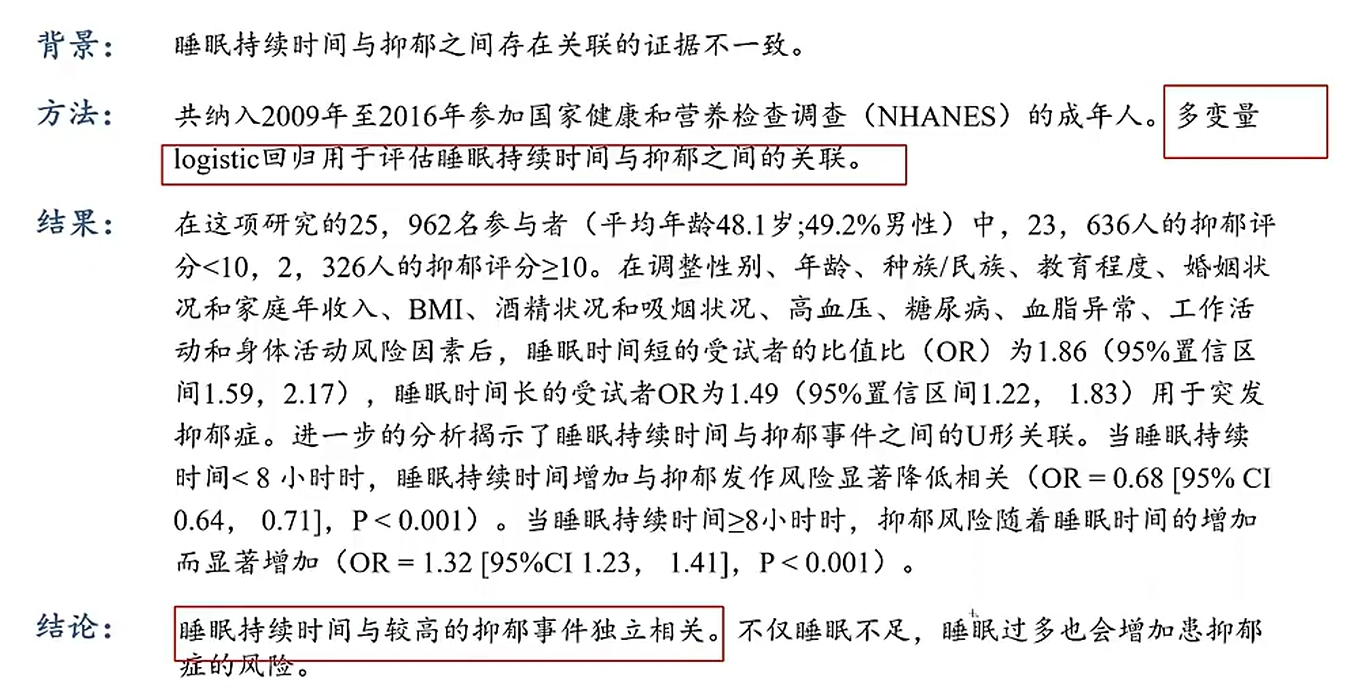 背景： 睡眠持续时间与抑郁之间存在关联的证据不一致。
方法： 共纳入2009年至2016年参加国家健康和营养检查调查（NHANES）的成年人。多变量
logistic回归用于评估睡眠持续时间与抑郁之间的关联。
结果： 在这项研究的25，962名参与者（平均年龄48.1岁;49.2%男性）中，23，636人的抑郁评
分<10，2，326人的抑郁评分≥10。在调整性别、年龄、种族/民族、教育程度、婚姻状
况和家庭年收入、BMI、酒精状况和吸烟状况、高血压、糖尿病、血脂异常、工作活
动和身体活动风险因素后，睡眠时间短的受试者的比值比（OR）为1.86（95%置信区
间1.59，2.17），睡眠时间长的受试者OR为1.49（95%置信区间1.22， 1.83）用于突发
抑郁症。进一步的分析揭示了睡眠持续时间与抑郁事件之间的U形关联。当睡眠持续
时间< 8 小时时，睡眠持续时间增加与抑郁发作风险显著降低相关（OR = 0.68 [95% CI
0.64， 0.71]，P < 0.001）。当睡眠持续时间≥8小时时，抑郁风险随着睡眠时间的增加
而显著增加（OR = 1.32 [95%CI 1.23， 1.41]，P < 0.001）。
结论： 睡眠持续时间与较高的抑郁事件独立相关。不仅睡眠不足，睡眠过多也会增加患抑郁
症的风险。